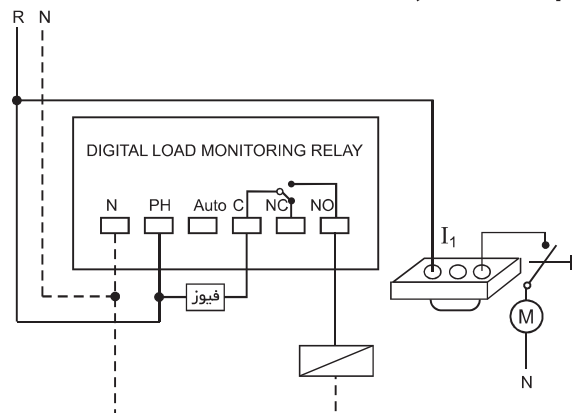 R N
DIGITAL LOAD MONITORING RELAY
N PH Auto C NC NO
I₁
فیوز
M
N